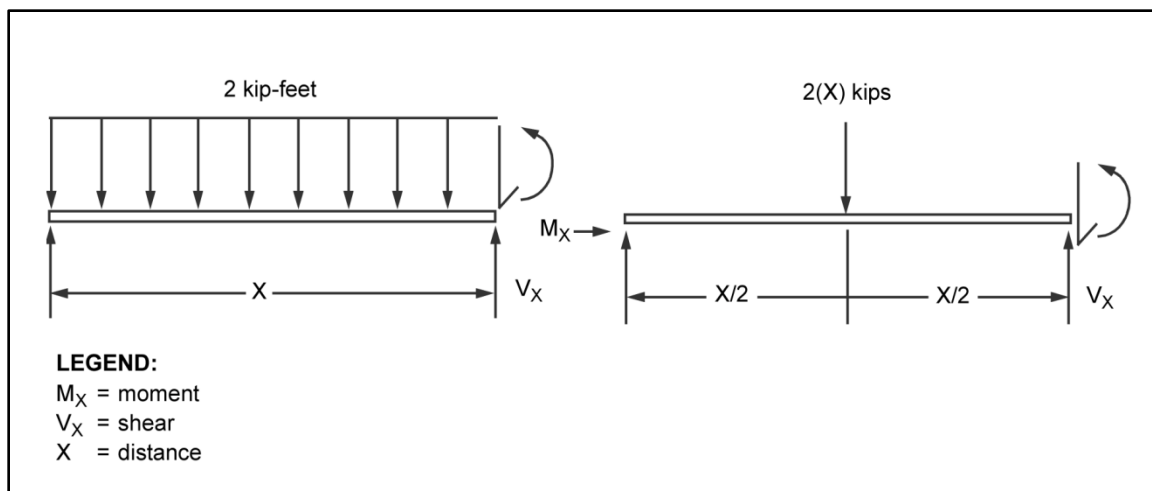 2 kip-feet
2(X) kips
M_X
X
V_X
X/2
X/2
V_X
LEGEND:
M_X = moment
V_X = shear
X = distance